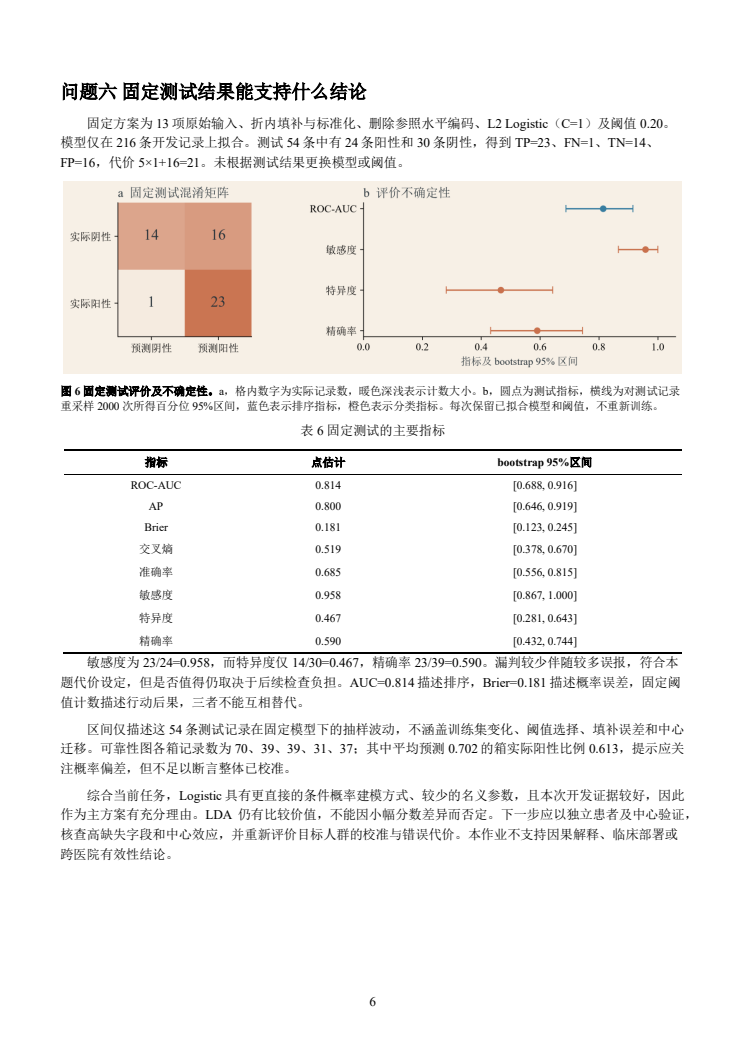 问题六 固定测试结果能支持什么结论
固定方案为 13 项原始输入、折内填补与标准化、删除参照水平编码、L2 Logistic（C=1）及阈值 0.20。
模型仅在 216 条开发记录上拟合。测试 54 条中有 24 条阳性和 30 条阴性，得到 TP=23、FN=1、TN=14、
FP=16，代价 5×1+16=21。未根据测试结果更换模型或阈值。
a 固定测试混淆矩阵
实际阴性 14 16
实际阳性 1 23
预测阴性 预测阳性
b 评价不确定性
ROC-AUC
敏感度
特异度
精确率
0.0 0.2 0.4 0.6 0.8 1.0
指标及 bootstrap 95% 区间
图 6 固定测试评价及不确定性。a，格内数字为实际记录数，暖色深浅表示计数大小。b，圆点为测试指标，横线为对测试记录
重采样 2000 次所得百分位 95%区间，蓝色表示排序指标，橙色表示分类指标。每次保留已拟合模型和阈值，不重新训练。
表 6 固定测试的主要指标
指标 点估计 bootstrap 95%区间
ROC-AUC 0.814 [0.688, 0.916]
AP 0.800 [0.646, 0.919]
Brier 0.181 [0.123, 0.245]
交叉熵 0.519 [0.378, 0.670]
准确率 0.685 [0.556, 0.815]
敏感度 0.958 [0.867, 1.000]
特异度 0.467 [0.281, 0.643]
精确率 0.590 [0.432, 0.744]
敏感度为 23/24=0.958，而特异度仅 14/30=0.467，精确率 23/39=0.590。漏判较少伴随较多误报，符合本
题代价设定，但是否值得仍取决于后续检查负担。AUC=0.814 描述排序，Brier=0.181 描述概率误差，固定阈
值计数描述行动后果，三者不能互相替代。
区间仅描述这 54 条测试记录在固定模型下的抽样波动，不涵盖训练集变化、阈值选择、填补误差和中心
迁移。可靠性图各箱记录数为 70、39、39、31、37；其中平均预测 0.702 的箱实际阳性比例 0.613，提示应关
注概率偏差，但不足以断言整体已校准。
综合当前任务，Logistic 具有更直接的条件概率建模方式、较少的名义参数，且本次开发证据较好，因此
作为主方案有充分理由。LDA 仍有比较价值，不能因小幅分数差异而否定。下一步应以独立患者及中心验证，
核查高缺失字段和中心效应，并重新评价目标人群的校准与错误代价。本作业不支持因果解释、临床部署或
跨医院有效性结论。
6